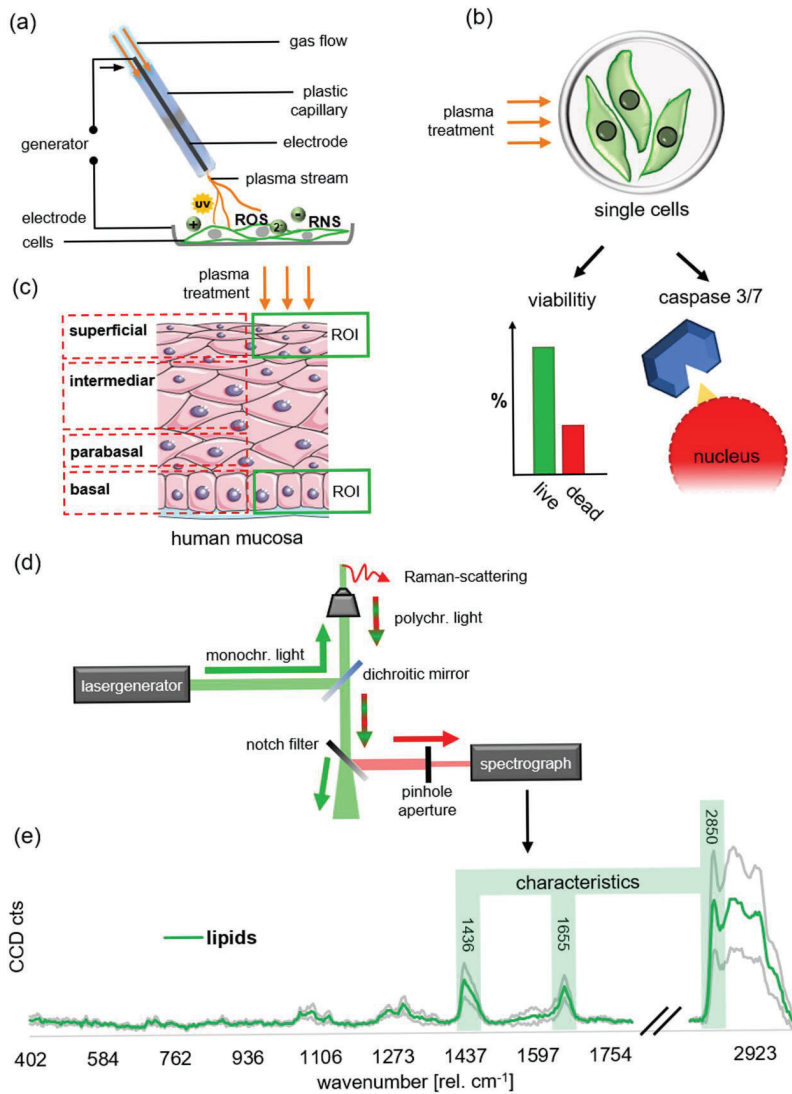 (a)
gas flow
plastic
capillary
generator
electrode
plasma stream
uv
ROS
RNS
+
2-
-
electrode
cells
(b)
plasma
treatment
single cells
viabilitiy
caspase 3/7
%
live
dead
nucleus
(c)
plasma
treatment
superficial
ROI
intermediar
parabasal
basal
ROI
human mucosa
(d)
Raman-scattering
polychr. light
monochr. light
lasergenerator
dichroitic mirror
notch filter
spectrograph
pinhole
aperture
(e)
2850
characteristics
1436
1655
CCD cts
lipids
402 584 762 936 1106 1273 1437 1597 1754 2923
wavenumber [rel. cm⁻¹]